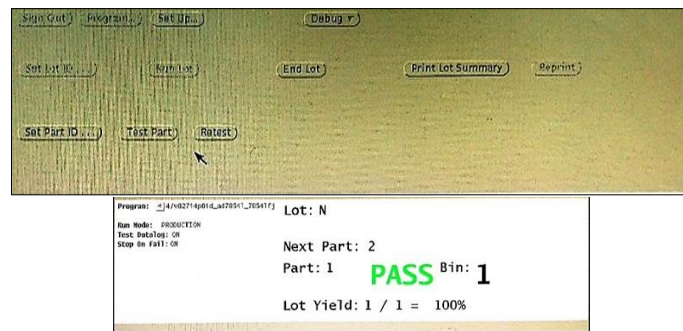 Sign Out Program... Set Up... Debug
Set Lot ID... Run Lot End Lot Print Lot Summary Reprint
Set Part ID... Test Part Retest
Program:
Lot: N
Run Mode: PRODUCTION
Test Datalog: ON
Stop On Fail: ON
Next Part: 2
Part: 1 PASS Bin: 1
Lot Yield: 1 / 1 = 100%